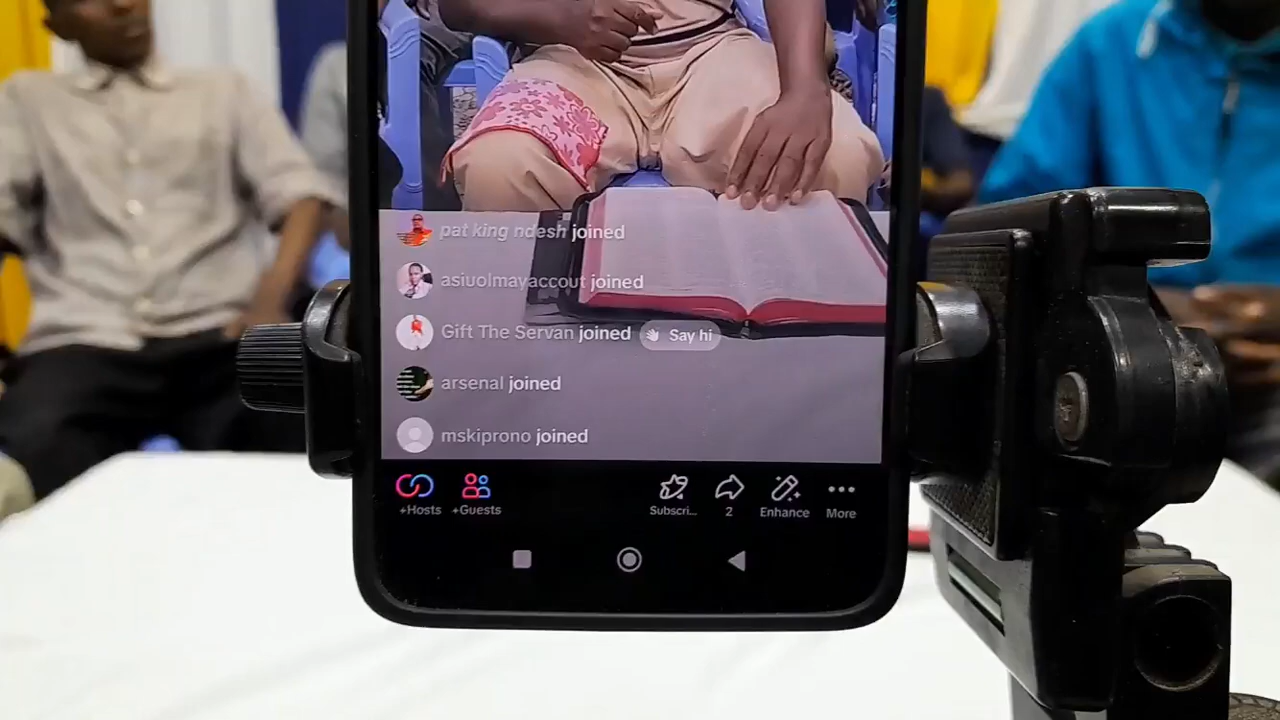 pat king ndesh joined
asiuolmayaccout joined
Gift The Servan joined Say hi
arsenal joined
mskiprono joined
+Hosts +Guests Subscri... 2 Enhance More